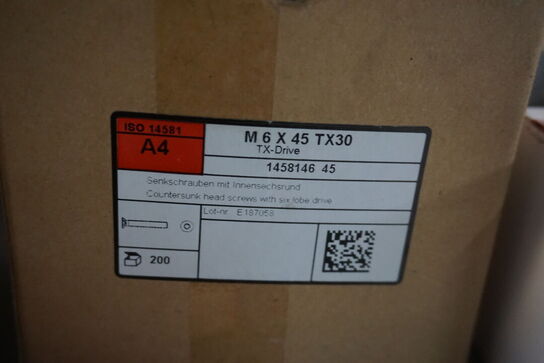 ISO 14581
A4
M 6 X 45 TX30
TX-Drive
1458146 45
Senkschrauben mit Innensechsrund
Countersunk head screws with six lobe drive
Lot-nr. E187058
200